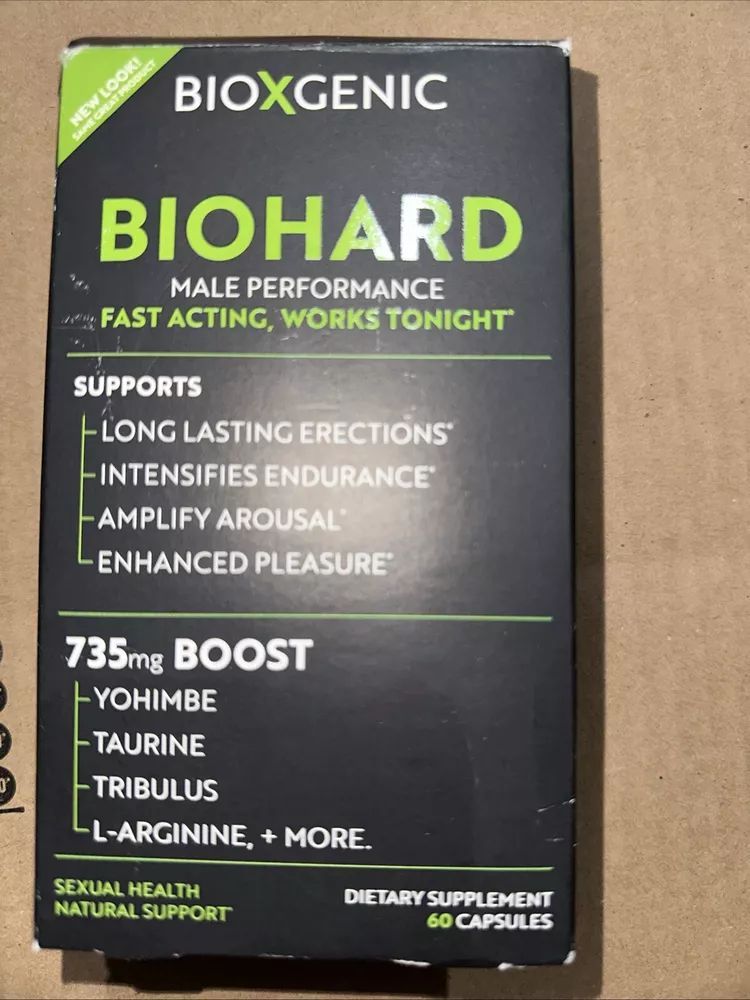 NEW LOOK!
SAME GREAT PRODUCT
BIOXGENIC
BIOHARD
MALE PERFORMANCE
FAST ACTING, WORKS TONIGHT*
SUPPORTS
LONG LASTING ERECTIONS*
INTENSIFIES ENDURANCE*
AMPLIFY AROUSAL*
ENHANCED PLEASURE*
735mg BOOST
YOHIMBE
TAURINE
TRIBULUS
L-ARGININE, + MORE.
SEXUAL HEALTH
NATURAL SUPPORT*
DIETARY SUPPLEMENT
60 CAPSULES